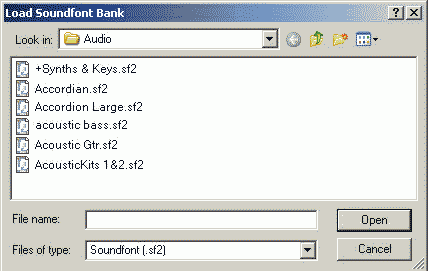 Load Soundfont Bank
Look in: Audio
+Synths & Keys.sf2
Accordian.sf2
Accordion Large.sf2
acoustic bass.sf2
Acoustic Gtr.sf2
AcousticKits 1&2.sf2
File name: Open
Files of type: Soundfont (.sf2) Cancel